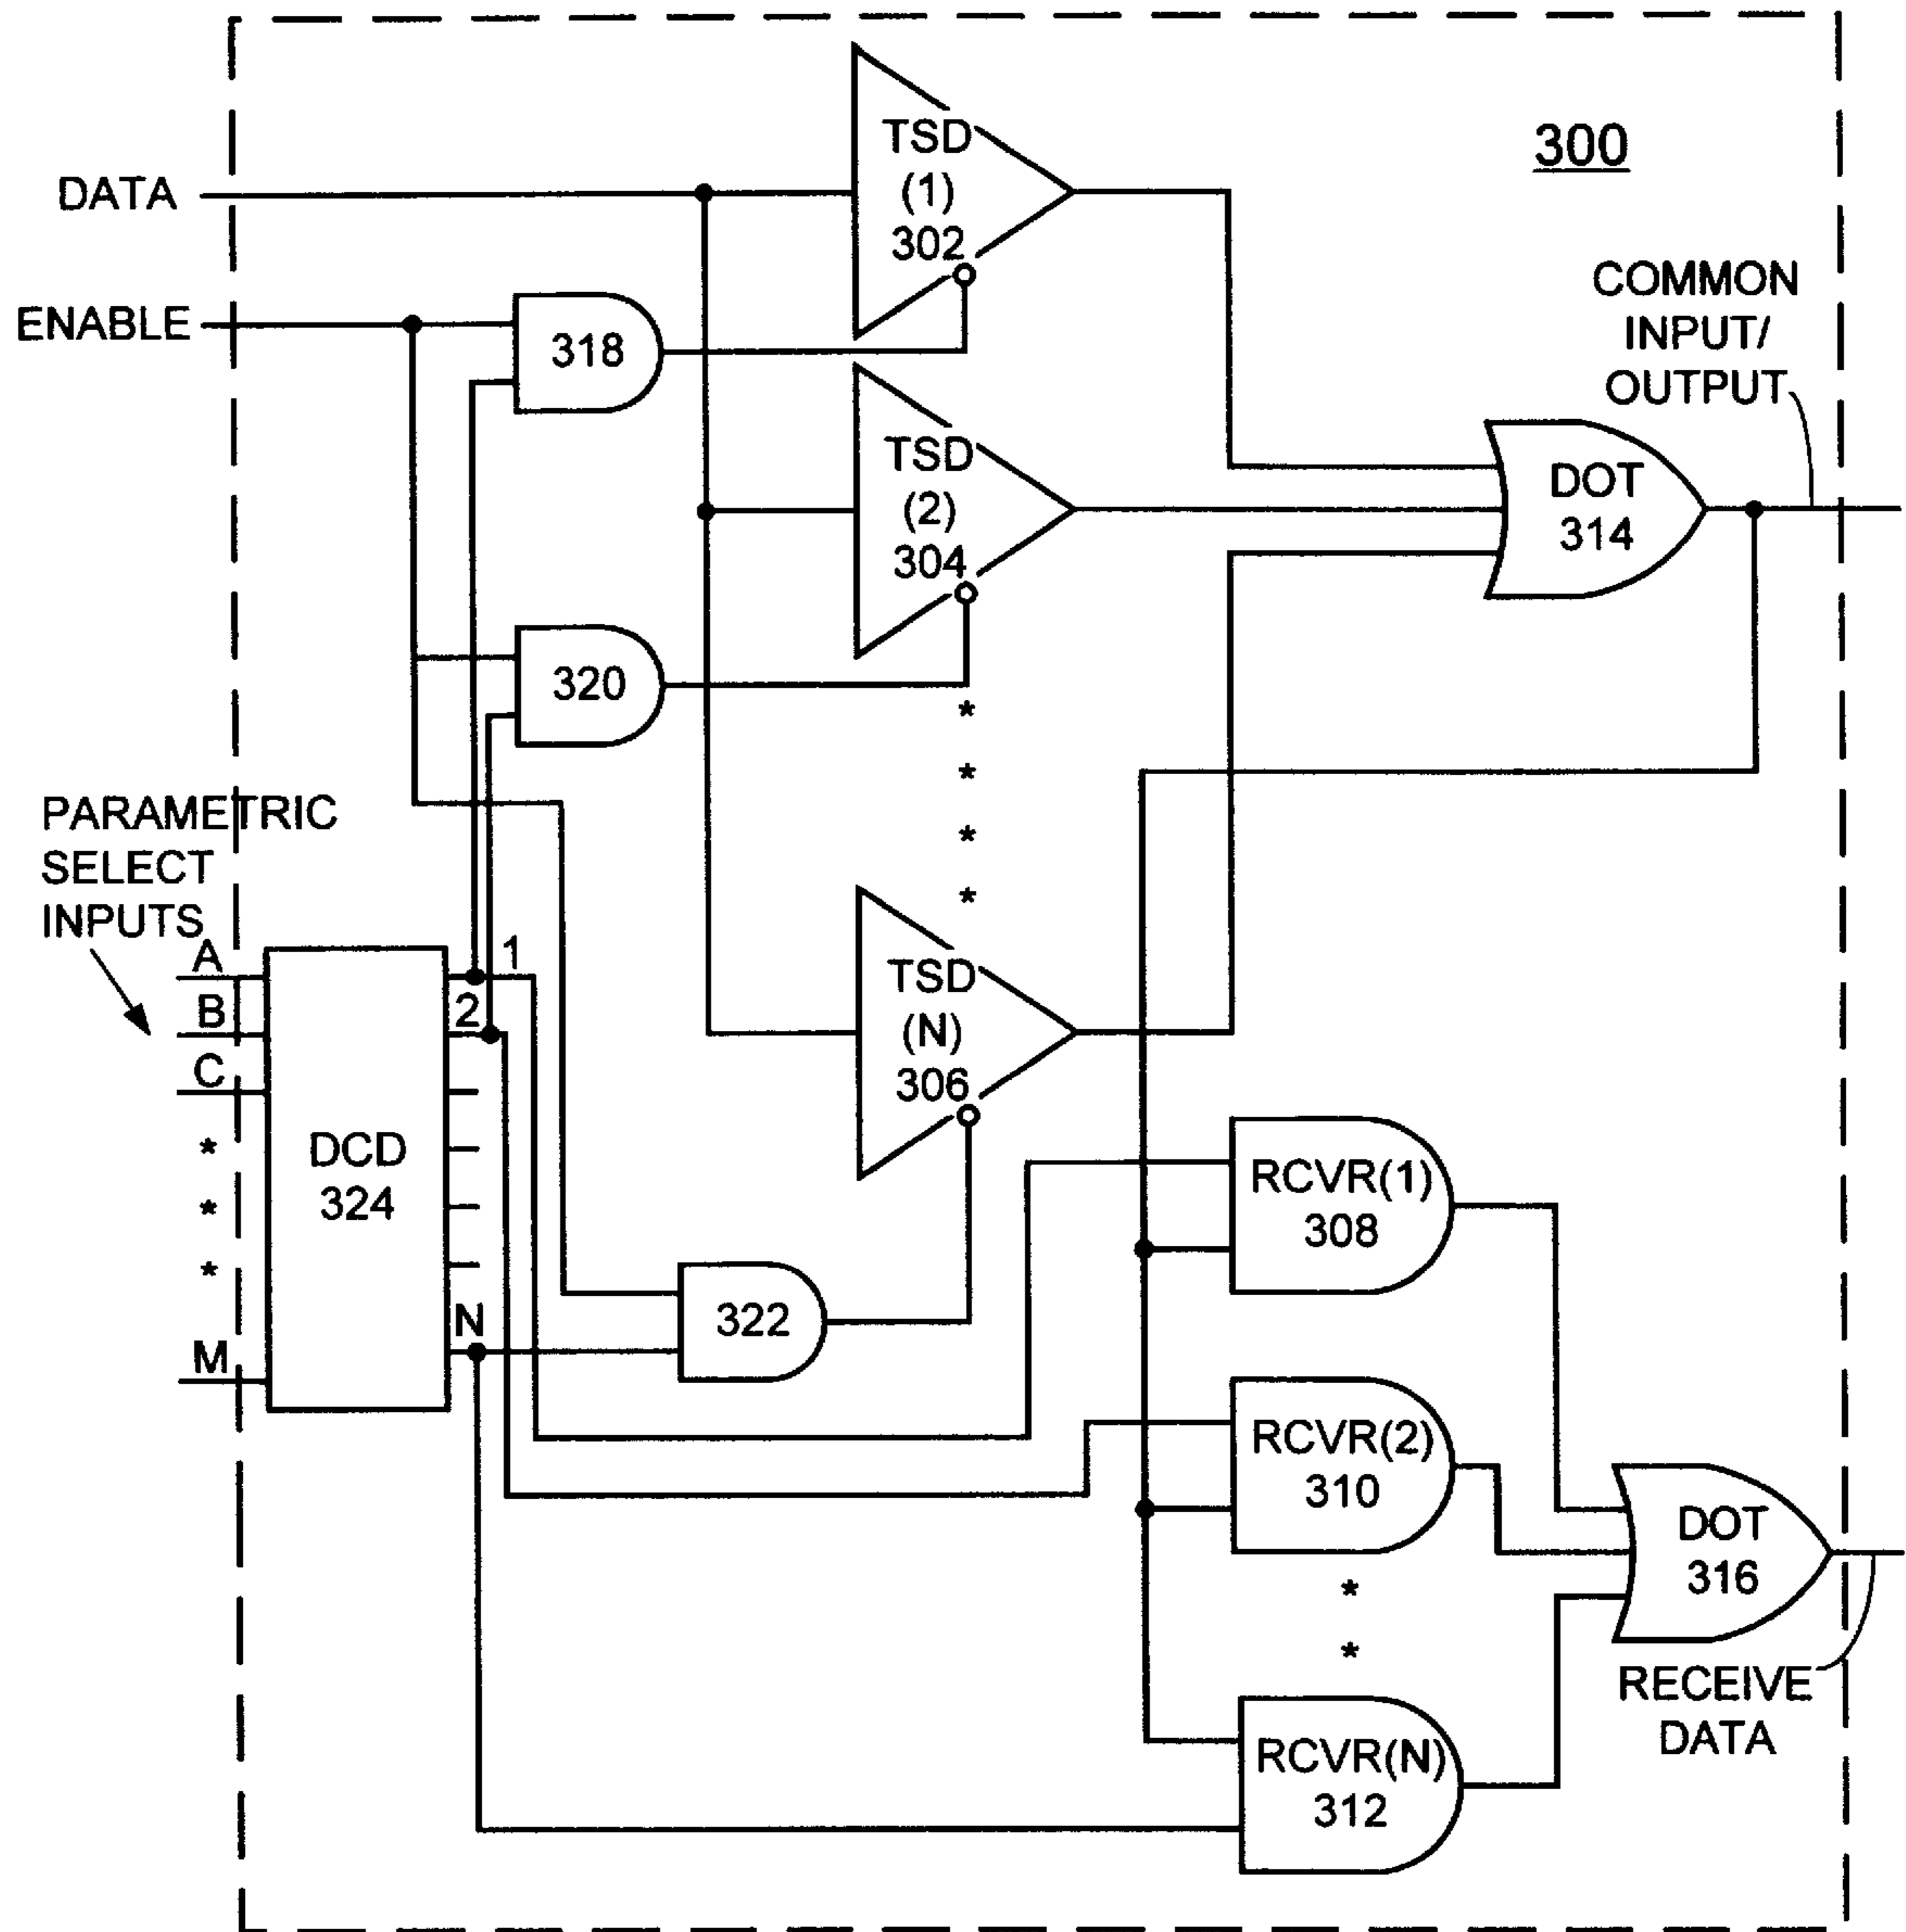 300
DATA
TSD
(1)
302
ENABLE
318
COMMON
INPUT/
OUTPUT
TSD
(2)
304
DOT
314
320
*
*
*
*
PARAMETRIC
SELECT
INPUTS
A
B
C
*
*
*
M
DCD
324
1
2
N
TSD
(N)
306
322
RCVR(1)
308
RCVR(2)
310
*
*
RCVR(N)
312
DOT
316
RECEIVE
DATA